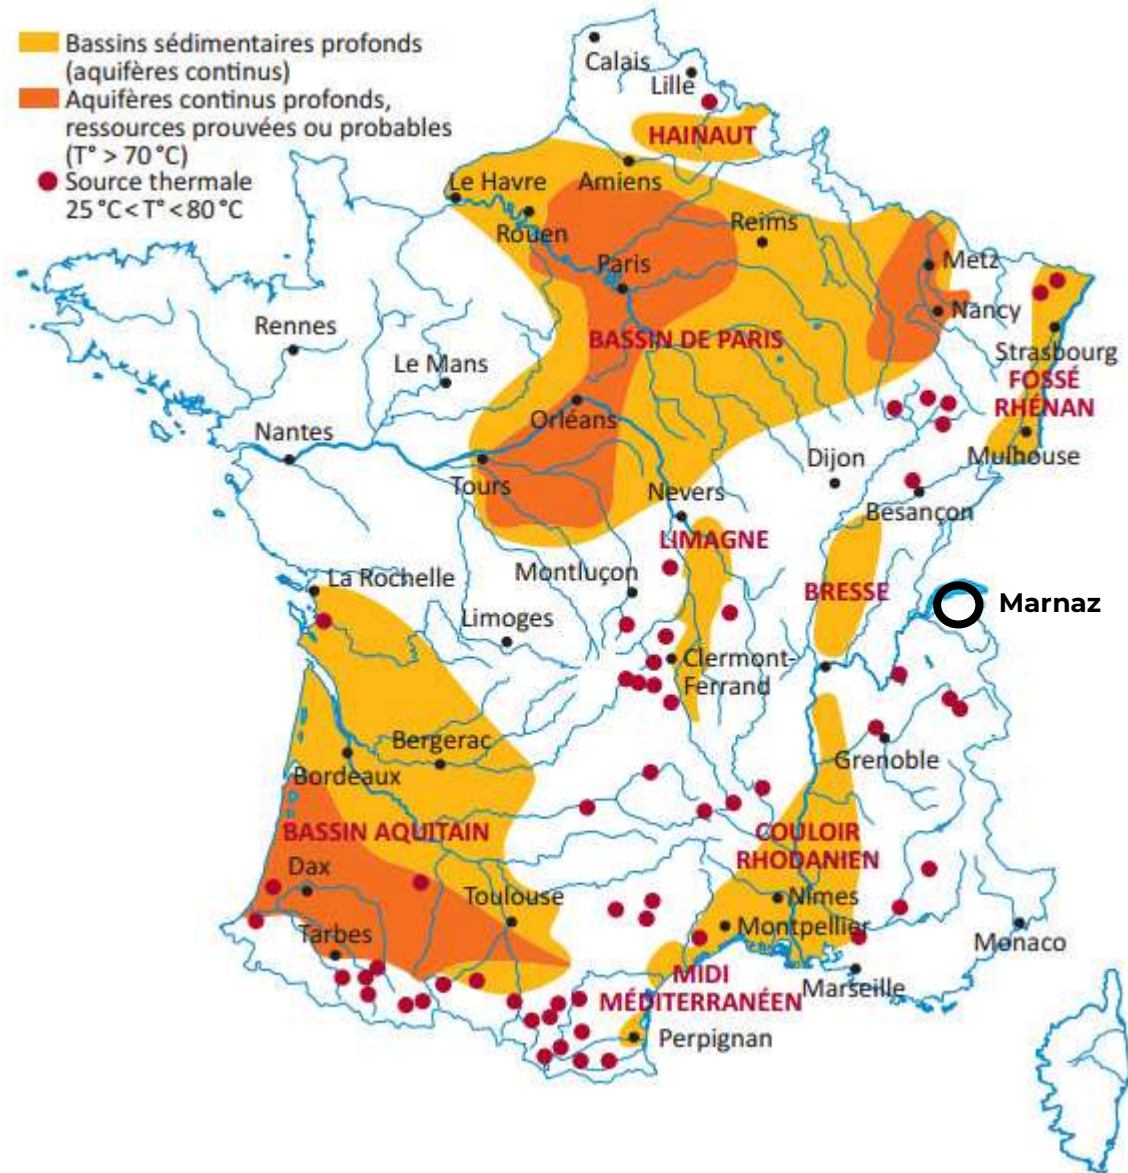 Bassins sédimentaires profonds
(aquifères continus)
Aquifères continus profonds,
ressources prouvées ou probables
(T° > 70 °C)
Source thermale
25 °C < T° < 80 °C
Calais
Lille
HAINAUT
Le Havre
Amiens
Rouen
Reims
Paris
Metz
Nancy
Rennes
BASSIN DE PARIS
Strasbourg
Le Mans
FOSSÉ
RHÉNAN
Orléans
Nantes
Mulhouse
Dijon
Tours
Nevers
Besançon
LIMAGNE
La Rochelle
Montluçon
BRESSE
Marnaz
Limoges
Clermont-
Ferrand
Bergerac
Bordeaux
Grenoble
BASSIN AQUITAIN
COULOIR
RHODANIEN
Dax
Toulouse
Nîmes
Montpellier
Tarbes
Monaco
MIDI
MÉDITERRANÉEN
Marseille
Perpignan